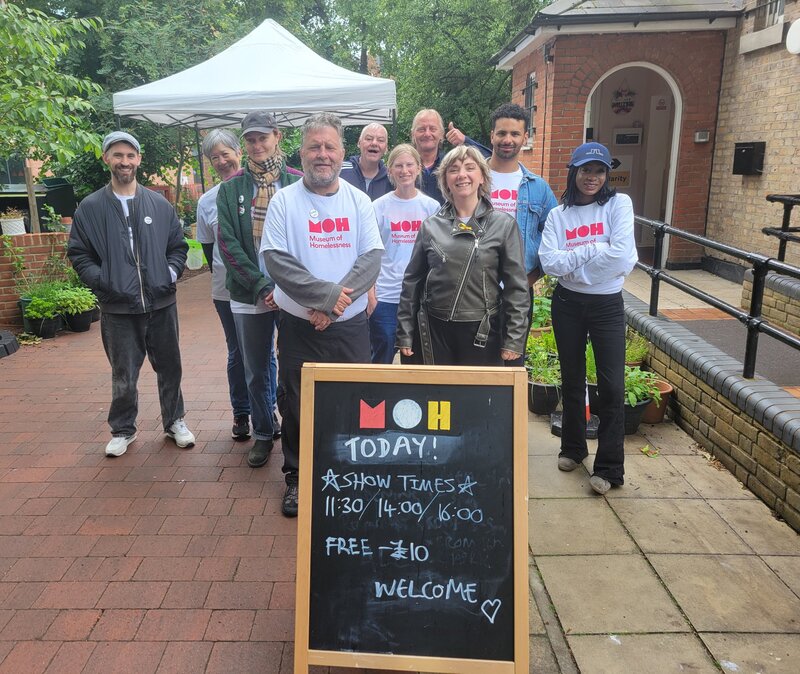 MOH
Museum of
Homelessness
MOH
Museum of
Homelessness
MOH
MOH
MOH
TODAY!
☆SHOW TIMES☆
11:30/14:00/16:00
FREE - £10
WELCOME ♡